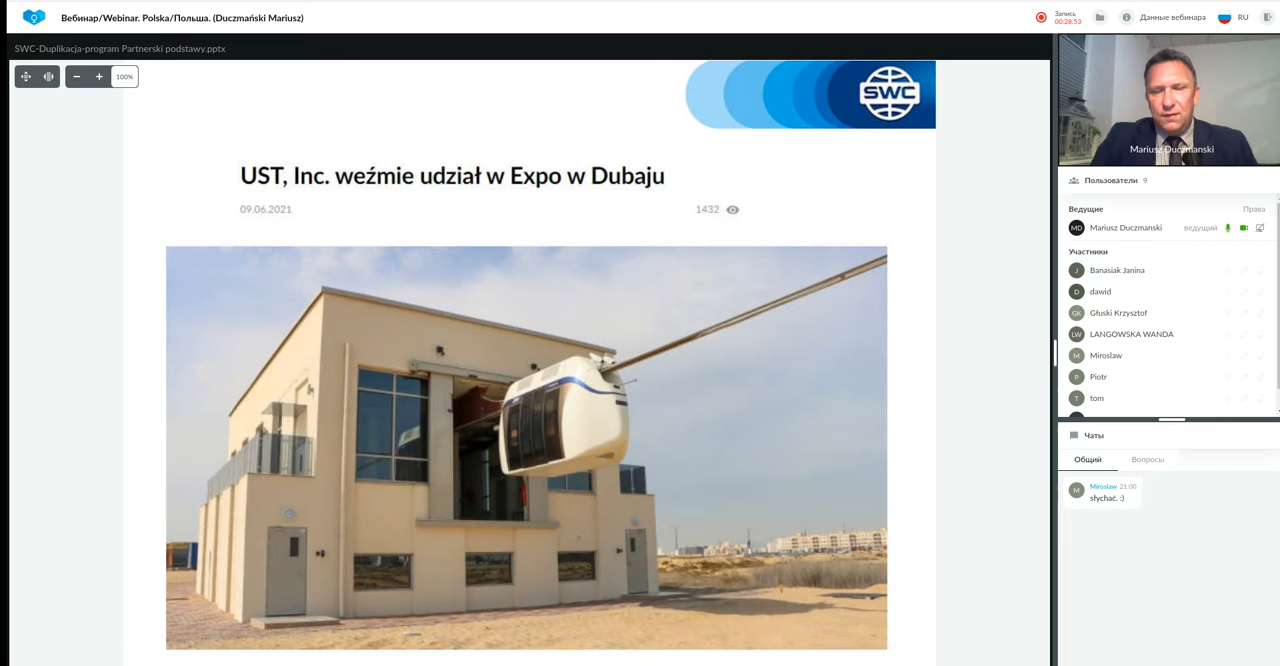 Вебинар/Webinar. Polska/Польша. (Duczmański Mariusz)
Запись
00:28:53
Данные вебинара
RU
SWC-Duplikacja-program Partnerski podstawy.pptx
100%
SWC
UST, Inc. weźmie udział w Expo w Dubaju
09.06.2021
1432
Mariusz Duczmanski
Пользователи 9
Ведущие
Права
MD Mariusz Duczmanski ведущий
Участники
J Banasiak Janina
D dawid
GK Głuski Krzysztof
LW LANGOWSKA WANDA
M Miroslaw
P Piotr
T tom
Чаты
Общий Вопросы
M Miroslaw 21:00
słychać. :)